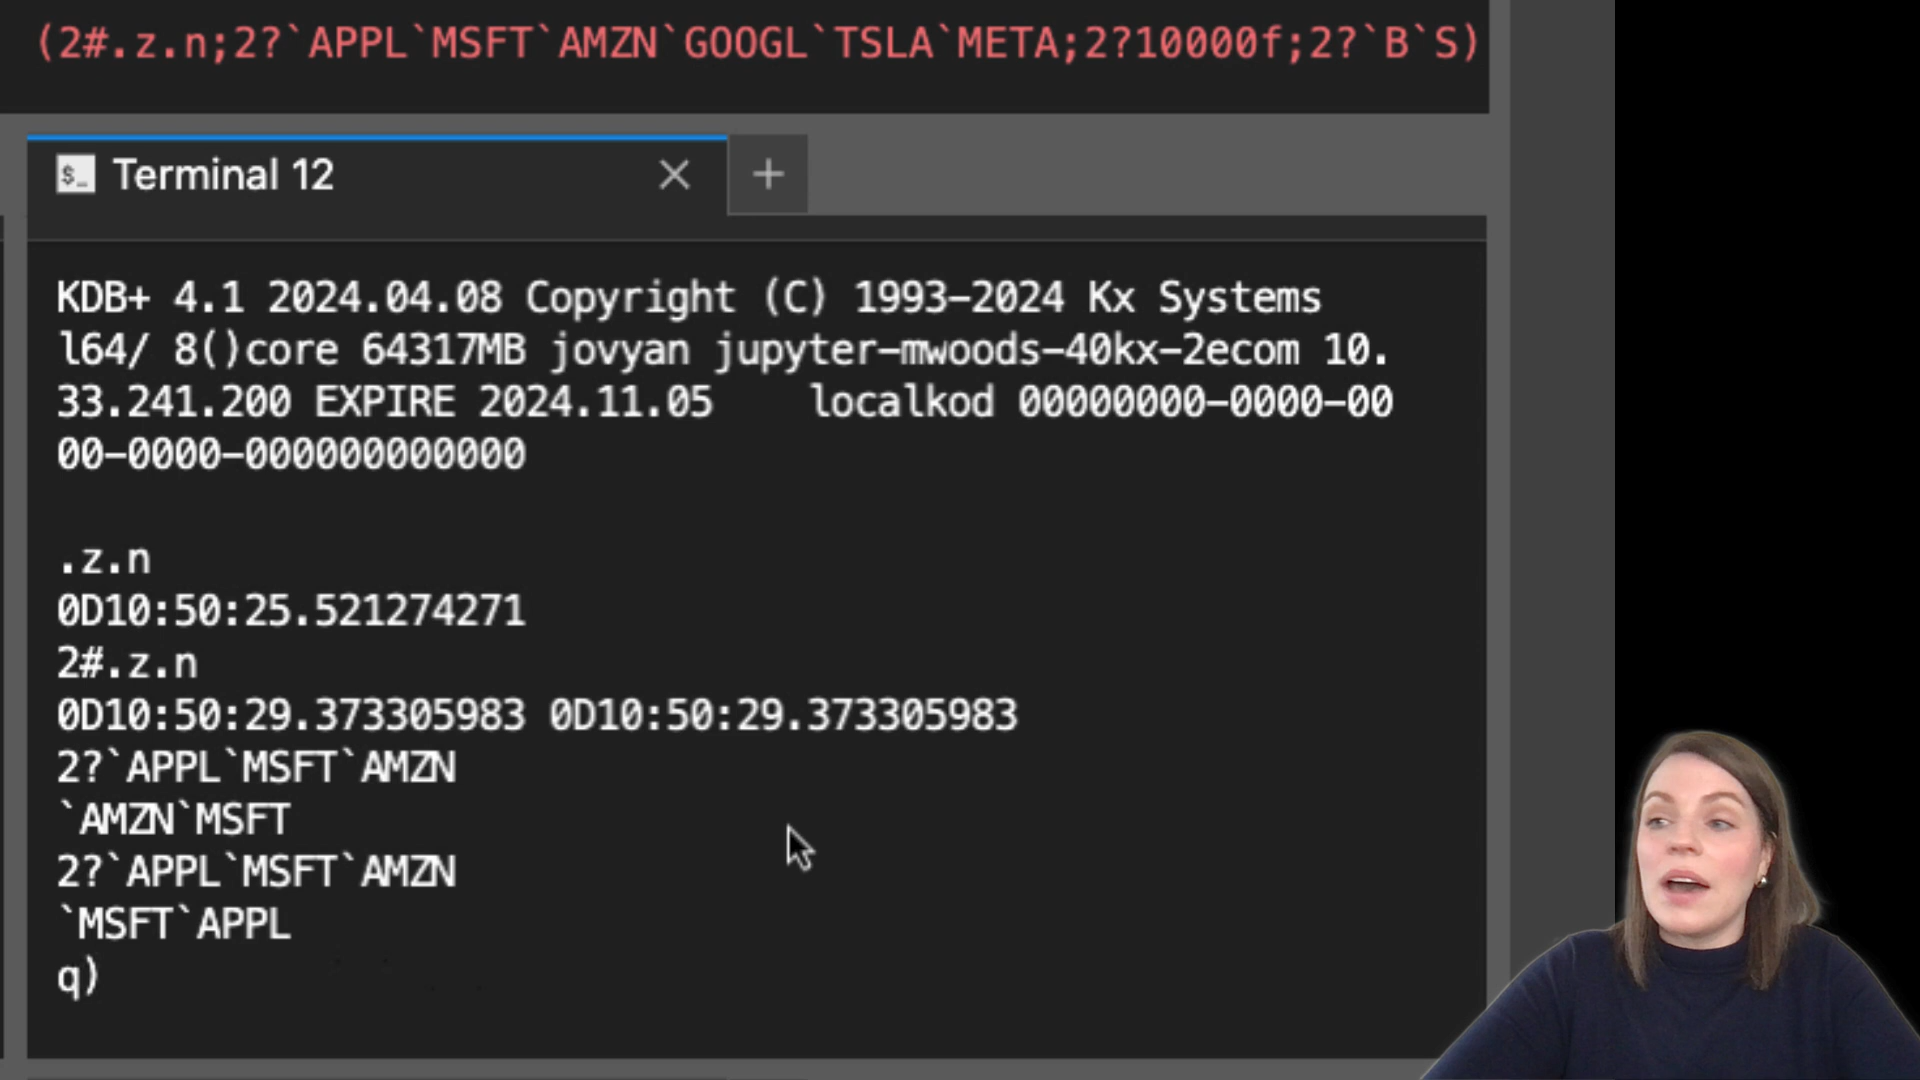 (2#.z.n;2?`APPL`MSFT`AMZN`GOOGL`TSLA`META;2?10000f;2?`B`S)
$_ Terminal 12
KDB+ 4.1 2024.04.08 Copyright (C) 1993-2024 Kx Systems
l64/ 8()core 64317MB jovyan jupyter-mwoods-40kx-2ecom 10.
33.241.200 EXPIRE 2024.11.05    localkod 00000000-0000-00
00-0000-000000000000
.z.n
0D10:50:25.521274271
2#.z.n
0D10:50:29.373305983 0D10:50:29.373305983
2?`APPL`MSFT`AMZN
`AMZN`MSFT
2?`APPL`MSFT`AMZN
`MSFT`APPL
q)